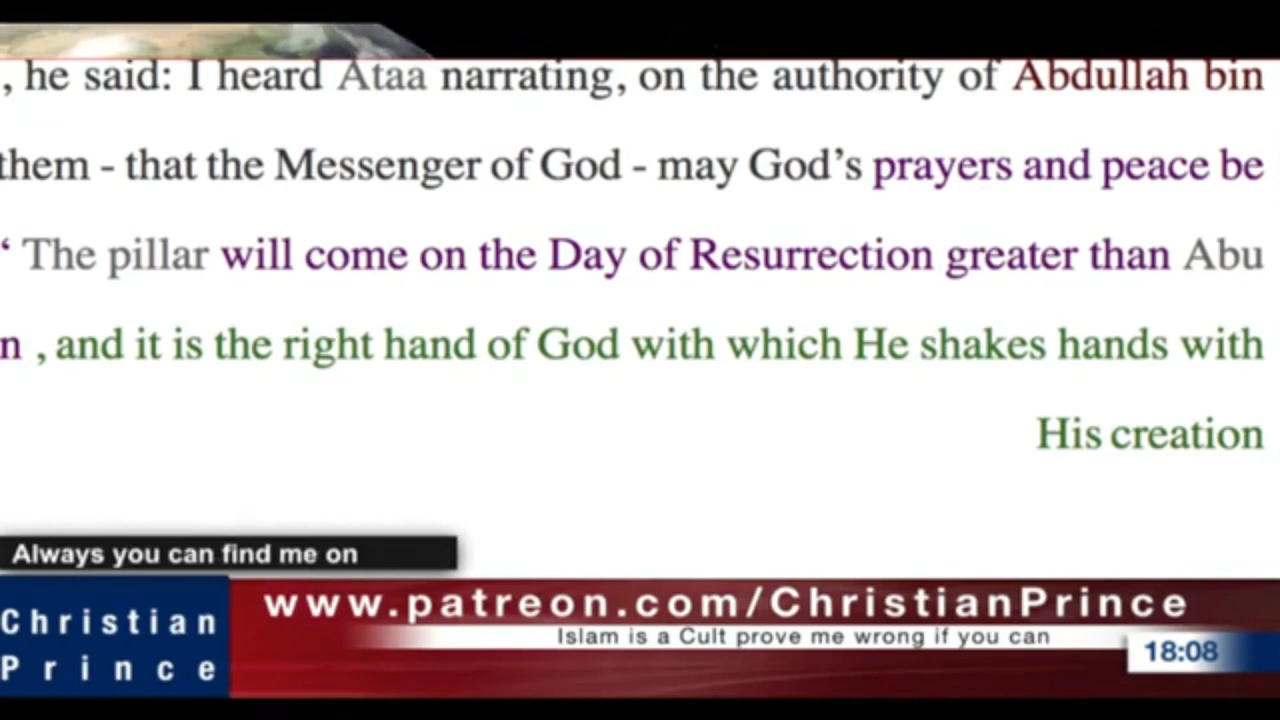 , he said: I heard Ataa narrating, on the authority of Abdullah bin
them - that the Messenger of God - may God’s prayers and peace be
‘ The pillar will come on the Day of Resurrection greater than Abu
n , and it is the right hand of God with which He shakes hands with
His creation
Always you can find me on
Christian
Prince
www.patreon.com/ChristianPrince
Islam is a Cult prove me wrong if you can
18:08